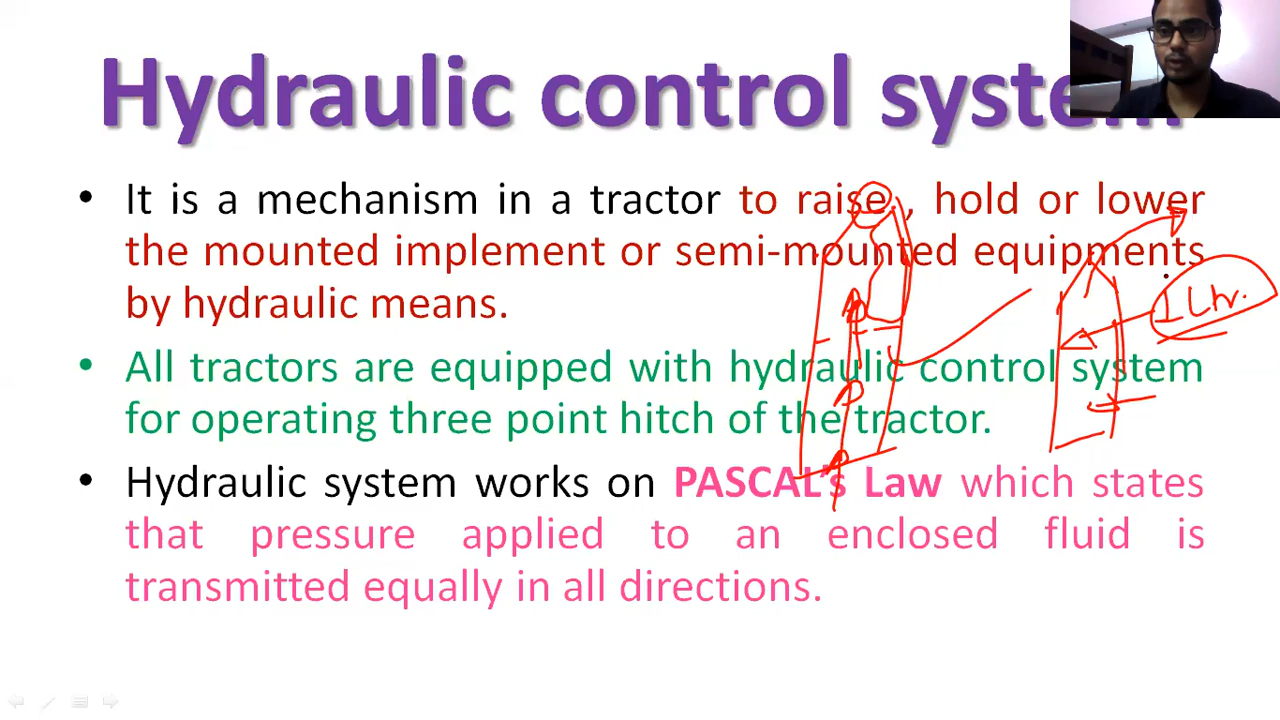 Hydraulic control system
• It is a mechanism in a tractor to raise , hold or lower
the mounted implement or semi-mounted equipments
by hydraulic means.
• All tractors are equipped with hydraulic control system
for operating three point hitch of the tractor.
1 Ltr.
• Hydraulic system works on PASCAL's Law which states
that pressure applied to an enclosed fluid is
transmitted equally in all directions.